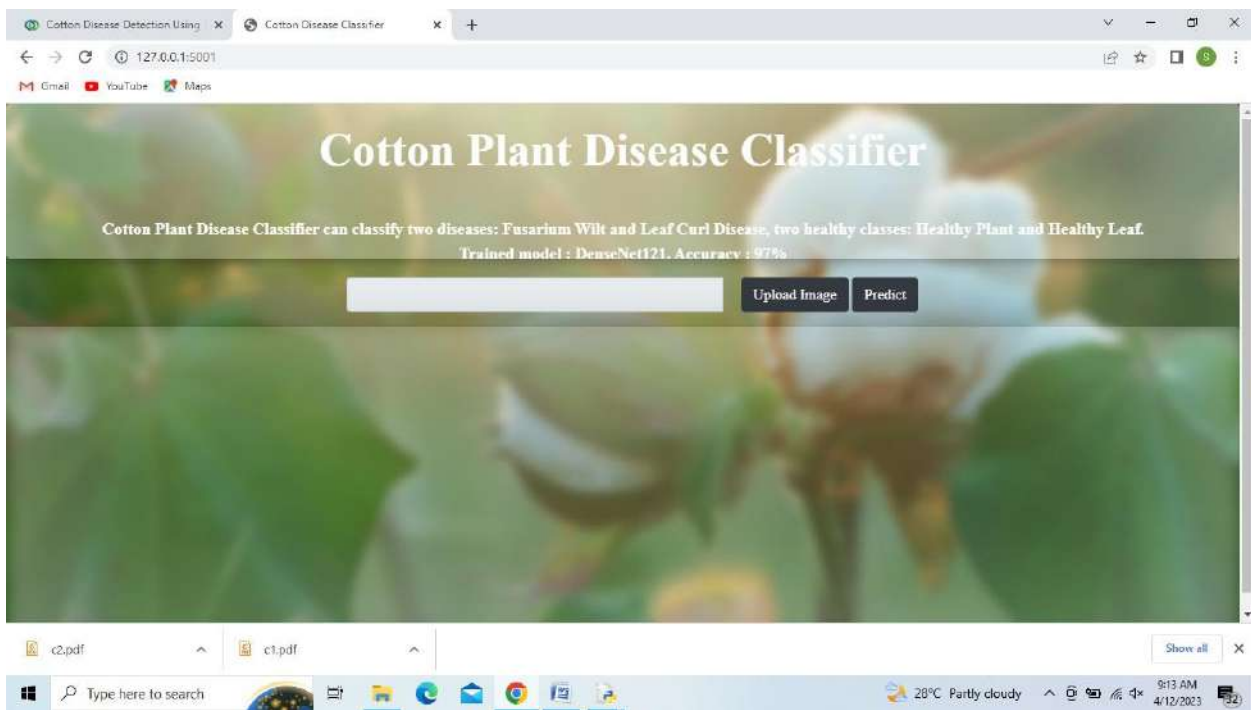 Cotton Disease Detection Using
Cotton Disease Classifier
127.0.0.1:5001
S
Gmail
YouTube
Maps
Cotton Plant Disease Classifier
Cotton Plant Disease Classifier can classify two diseases: Fusarium Wilt and Leaf Curl Disease, two healthy classes: Healthy Plant and Healthy Leaf.
Trained model : DenseNet121. Accuracy : 97%
Upload Image
Predict
c2.pdf
c1.pdf
Show all
Type here to search
28°C Partly cloudy
9:13 AM
4/12/2023
32